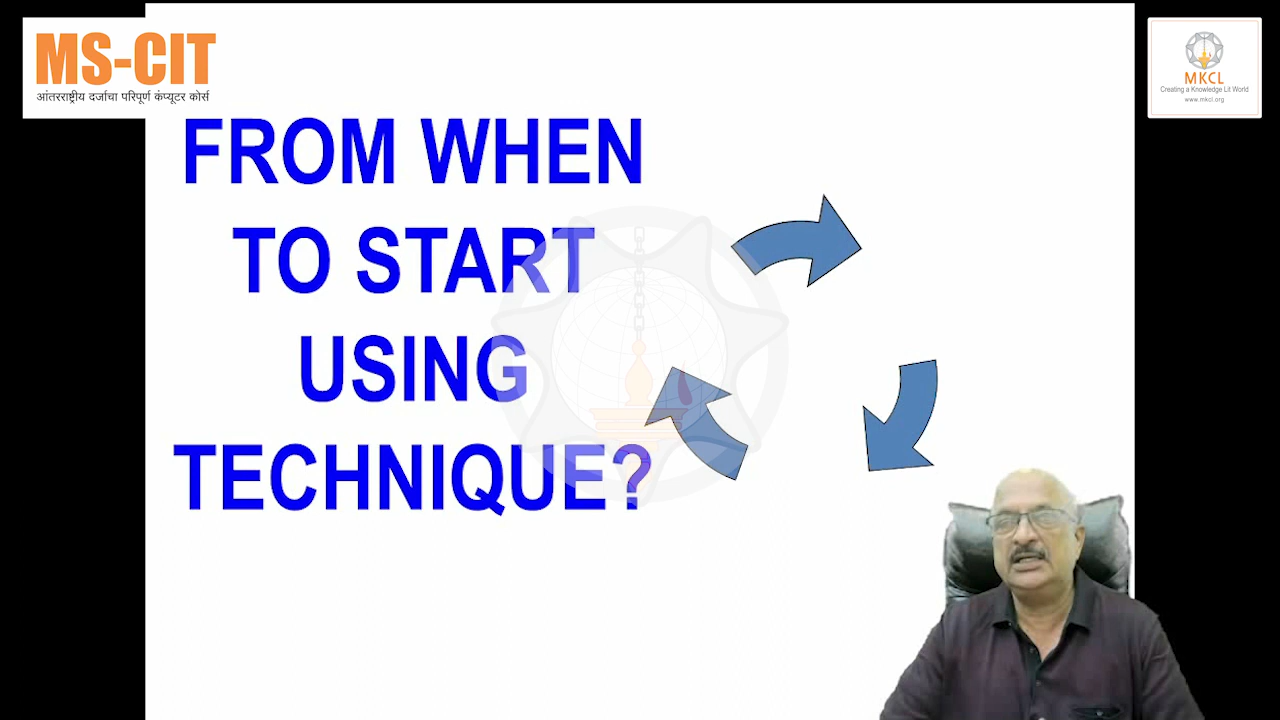 MS-CIT
आंतरराष्ट्रीय दर्जाचा परिपूर्ण कंप्यूटर कोर्स
MKCL
Creating a Knowledge Lit World
www.mkcl.org
FROM WHEN
TO START
USING
TECHNIQUE?